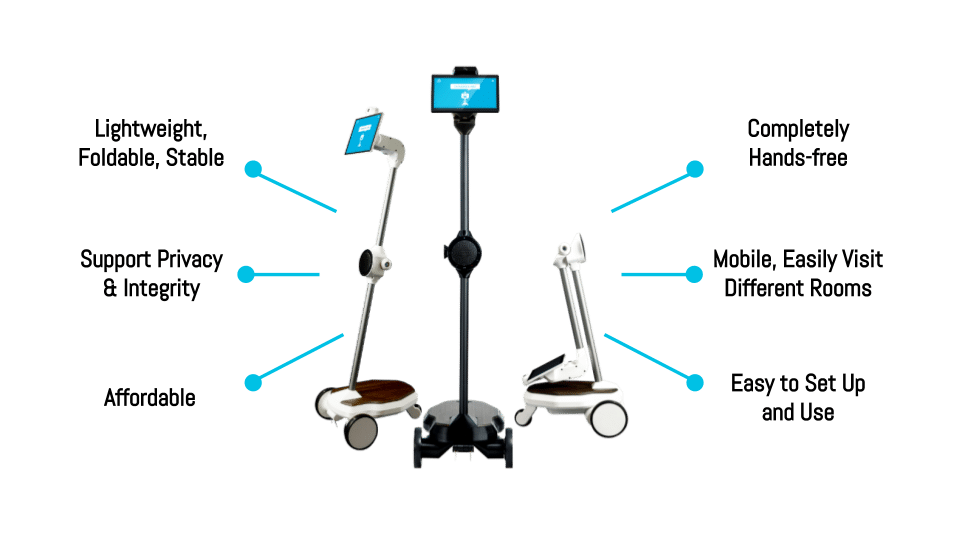 Lightweight,
Foldable, Stable
Support Privacy
& Integrity
Affordable
Completely
Hands-free
Mobile, Easily Visit
Different Rooms
Easy to Set Up
and Use